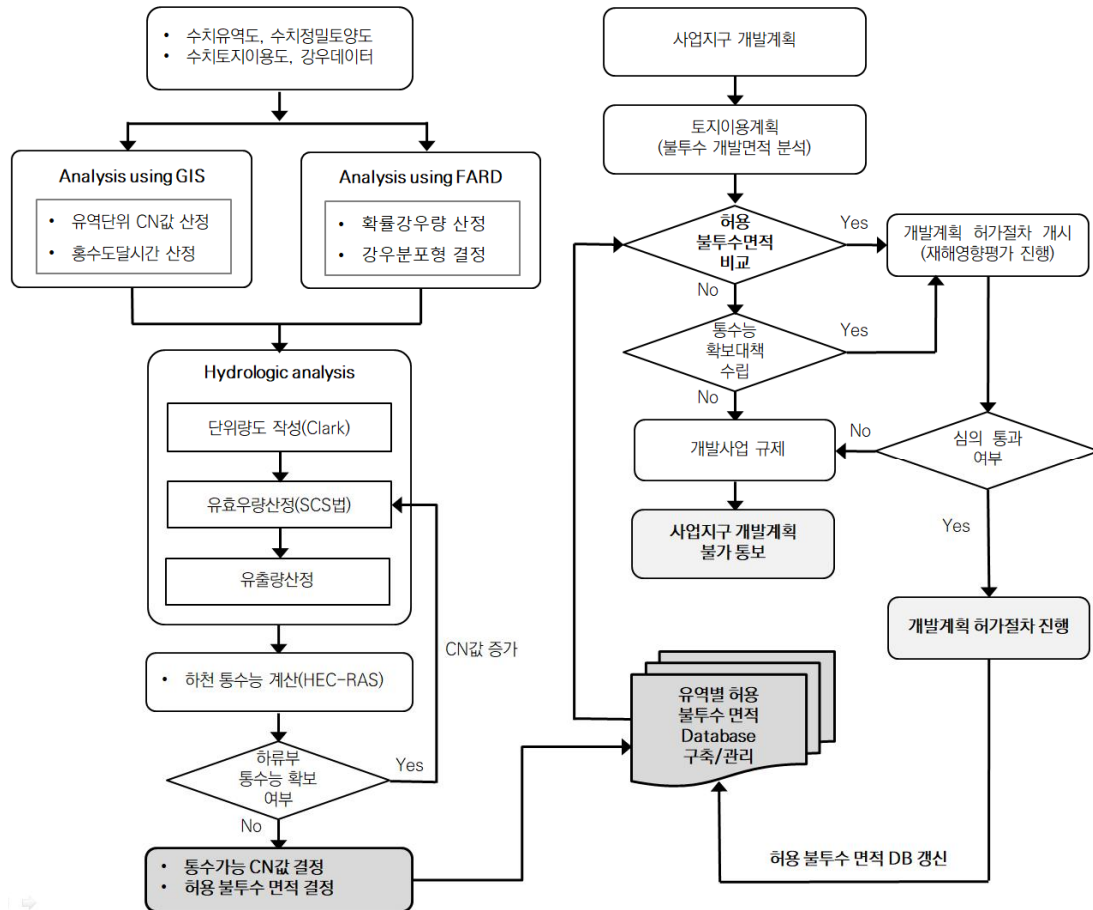 • 수치유역도, 수치정밀토양도
• 수치토지이용도, 강우데이터
Analysis using GIS
• 유역단위 CN값 산정
• 홍수도달시간 산정
Analysis using FARD
• 확률강우량 산정
• 강우분포형 결정
Hydrologic analysis
단위량도 작성(Clark)
유효우량산정(SCS법)
유출량산정
CN값 증가
• 하천 통수능 계산(HEC-RAS)
하류부
통수능 확보
여부
Yes
No
• 통수가능 CN값 결정
• 허용 불투수 면적 결정
사업지구 개발계획
토지이용계획
(불투수 개발면적 분석)
허용
불투수면적
비교
Yes
No
개발계획 허가절차 개시
(재해영향평가 진행)
통수능
확보대책
수립
Yes
No
개발사업 규제
No
심의 통과
여부
Yes
사업지구 개발계획
불가 통보
개발계획 허가절차 진행
유역별 허용
불투수 면적
Database
구축/관리
허용 불투수 면적 DB 갱신